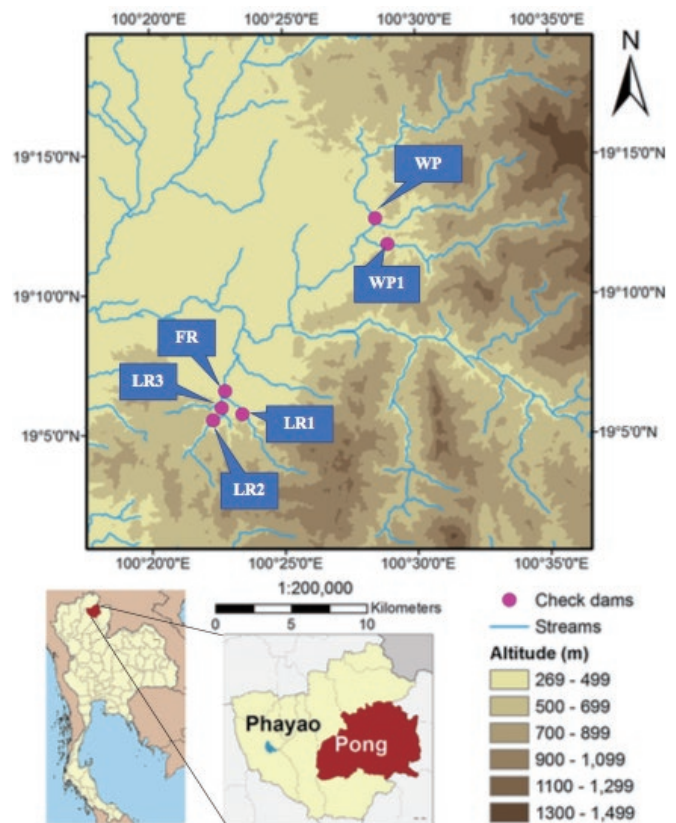 100°20'0"E 100°25'0"E 100°30'0"E 100°35'0"E
N
19°15'0"N
19°15'0"N
WP
WP1
19°10'0"N
19°10'0"N
FR
LR3
LR1
19°5'0"N
19°5'0"N
LR2
100°20'0"E 100°25'0"E 100°30'0"E 100°35'0"E
1:200,000
Kilometers
0 5 10
Check dams
Streams
Altitude (m)
269 - 499
500 - 699
700 - 899
900 - 1,099
1100 - 1,299
1300 - 1,499
Phayao
Pong